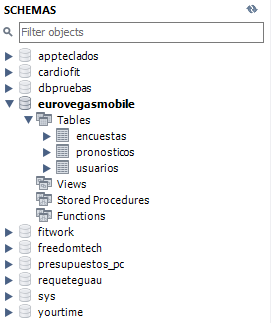 SCHEMAS
Filter objects
appteclados
cardiofit
dbpruebas
eurovegasmobile
Tables
encuestas
pronosticos
usuarios
Views
Stored Procedures
Functions
fitwork
freedomtech
presupuestos_pc
requeteguau
sys
yourtime